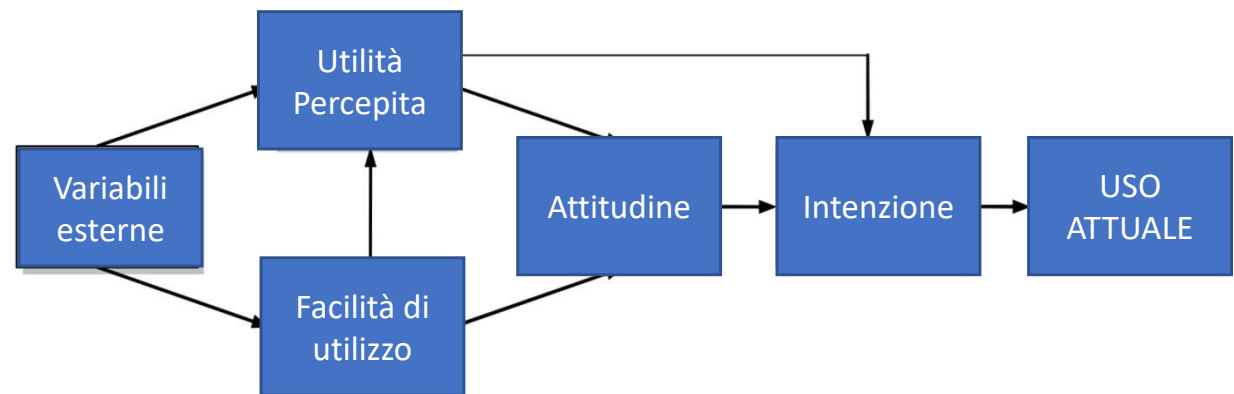 Utilità
Percepita
Variabili
esterne
Facilità di
utilizzo
Attitudine
Intenzione
USO
ATTUALE